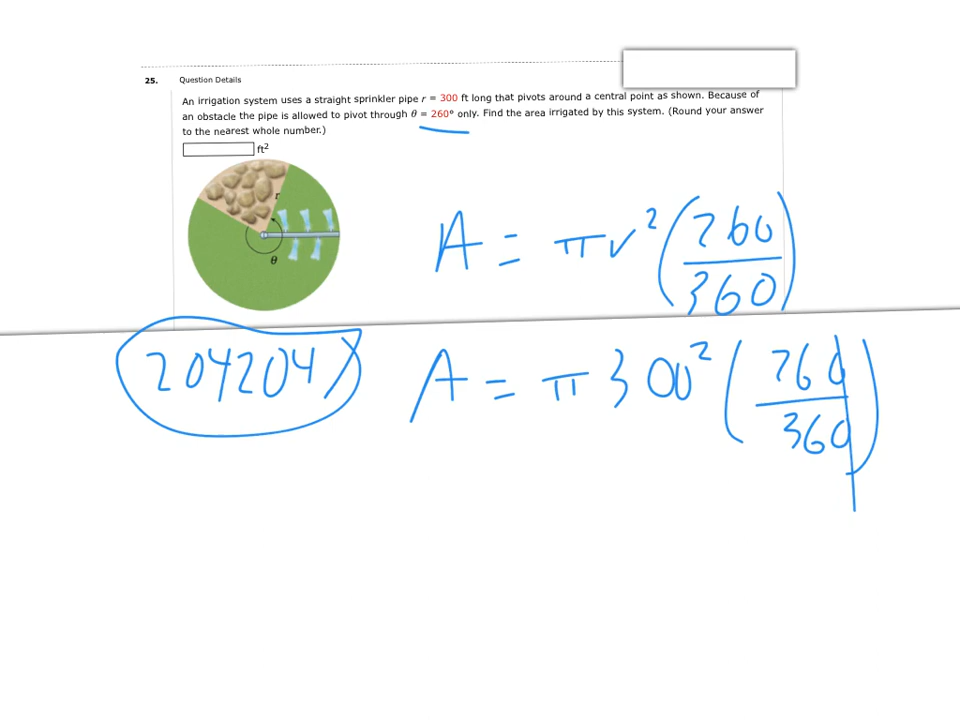 25. Question Details
An irrigation system uses a straight sprinkler pipe r = 300 ft long that pivots around a central point as shown. Because of
an obstacle the pipe is allowed to pivot through θ = 260° only. Find the area irrigated by this system. (Round your answer
to the nearest whole number.)
ft²
r
θ
A = πr² (260/360)
204204
A = π 300² (260/360)